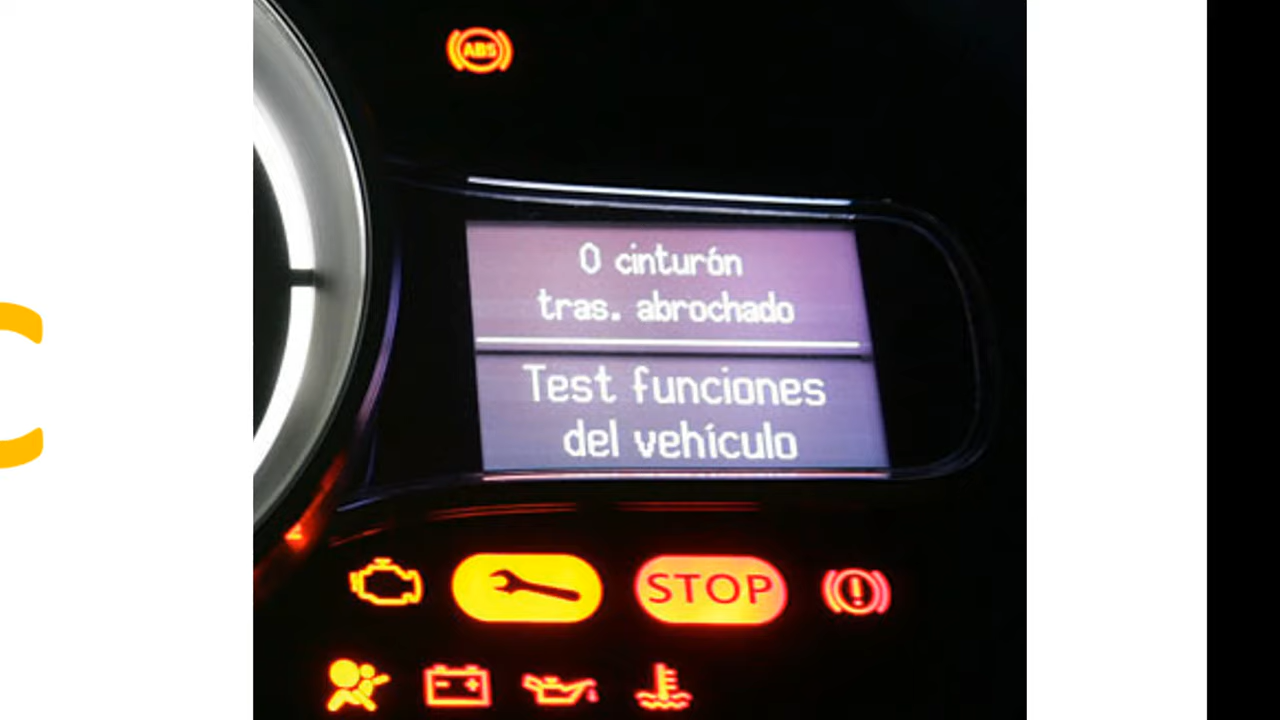 ABS
0 cinturón
tras. abrochado
Test funciones
del vehículo
STOP